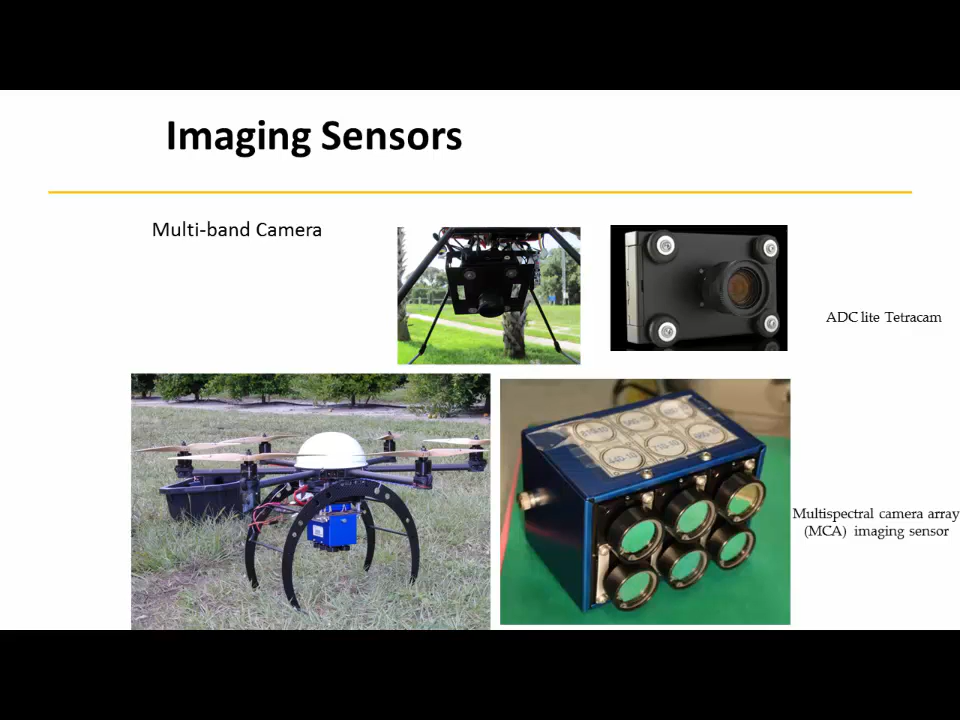 Imaging Sensors
Multi-band Camera
ADC lite Tetracam
Multispectral camera array
(MCA) imaging sensor